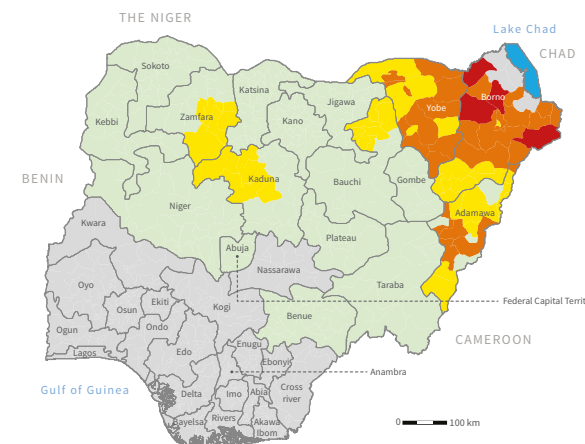 THE NIGER
Lake Chad
CHAD
Sokoto
Katsina
Jigawa
Borno
Yobe
Zamfara
Kano
Kebbi
BENIN
Kaduna
Bauchi
Gombe
Niger
Adamawa
Kwara
Plateau
Abuja
Nassarawa
Taraba
Oyo
Ekiti
Osun
Kogi
Federal Capital Territ
Benue
Ogun
Ondo
CAMEROON
Lagos
Edo
Enugu
Ebonyi
Anambra
Gulf of Guinea
Delta
Imo
Abia
Cross
river
Bayelsa
Rivers
Akawa
Ibom
0
100 km